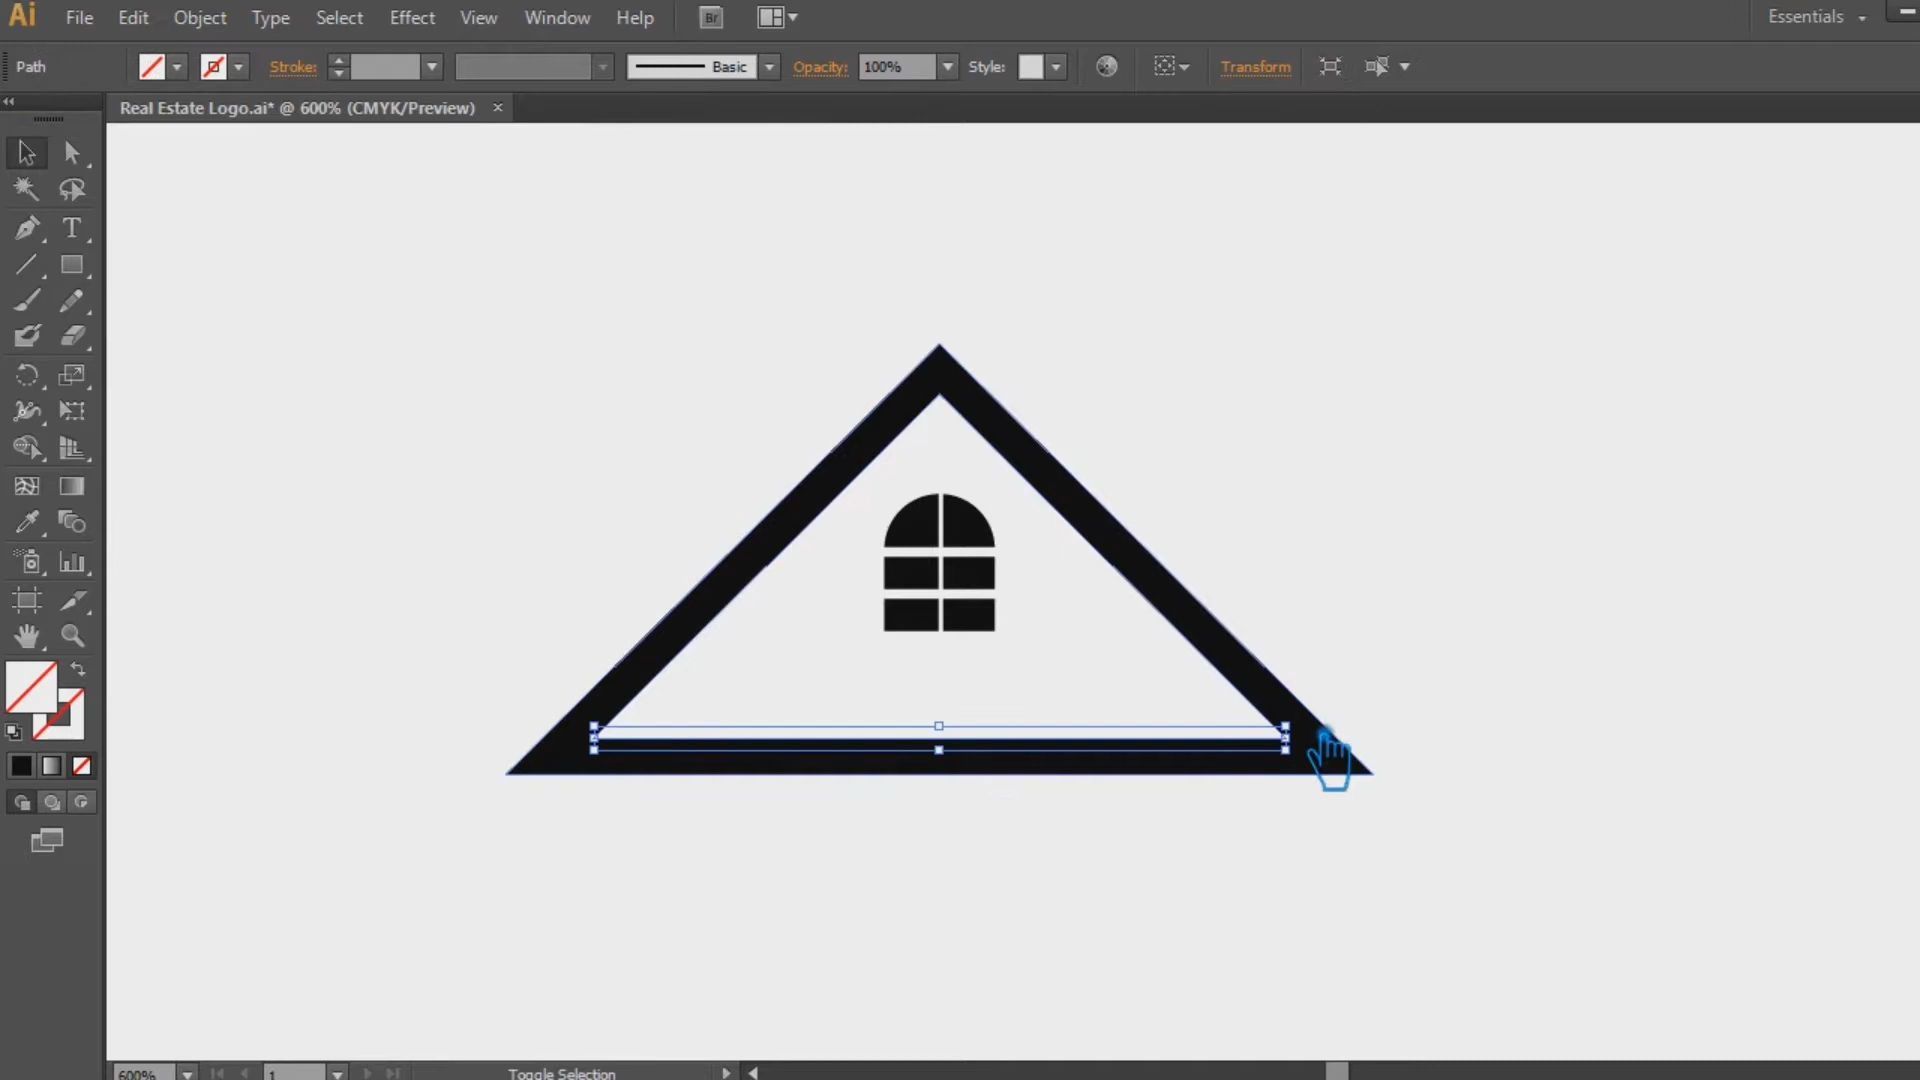 Ai File Edit Object Type Select Effect View Window Help Br Essentials
Path Stroke: Basic Opacity: 100% Style: Transform
Real Estate Logo.ai* @ 600% (CMYK/Preview) ×
T
600% 1 Toggle Selection